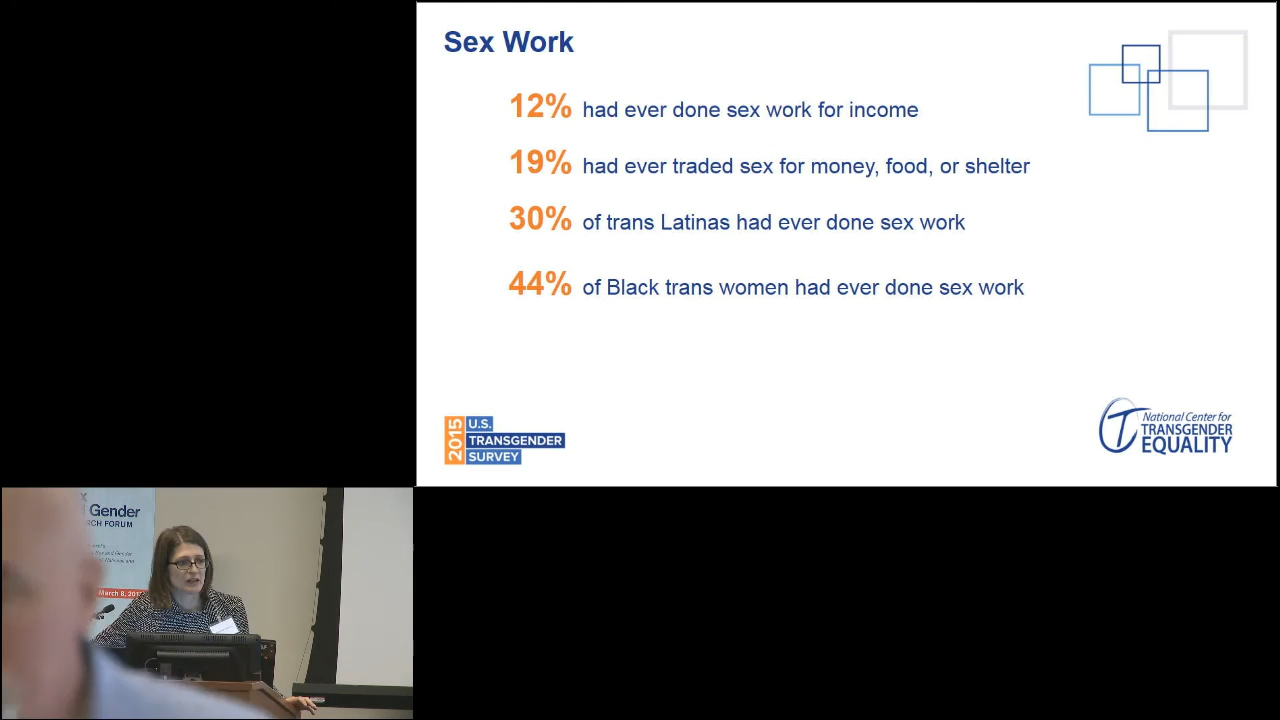 Sex Work
12% had ever done sex work for income
19% had ever traded sex for money, food, or shelter
30% of trans Latinas had ever done sex work
44% of Black trans women had ever done sex work
2015
U.S.
TRANSGENDER
SURVEY
National Center for
TRANSGENDER
EQUALITY
Gender
RCH FORUM
March 8, 201